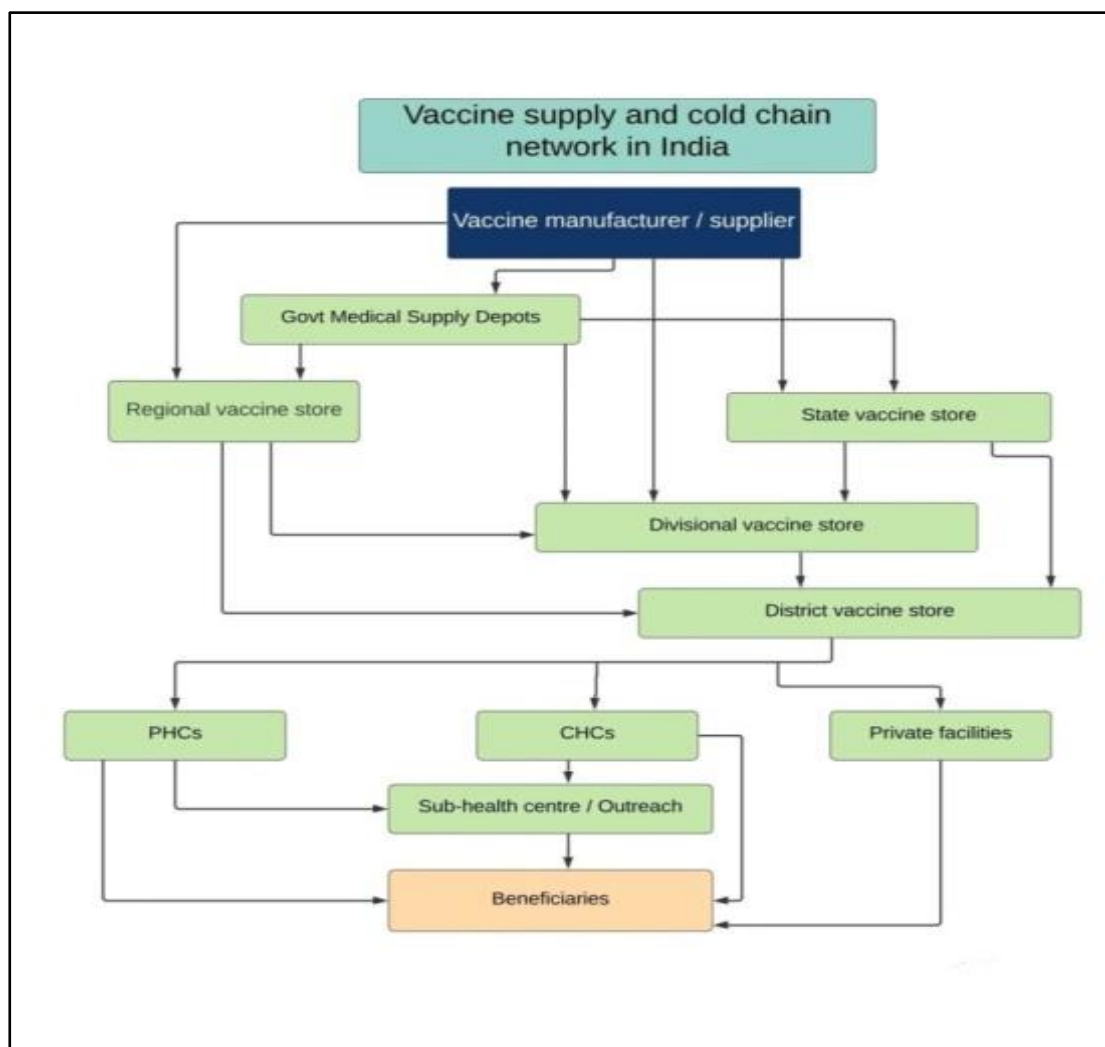 Vaccine supply and cold chain
network in India
Vaccine manufacturer / supplier
Govt Medical Supply Depots
Regional vaccine store
State vaccine store
Divisional vaccine store
District vaccine store
PHCs
CHCs
Private facilities
Sub-health centre / Outreach
Beneficiaries